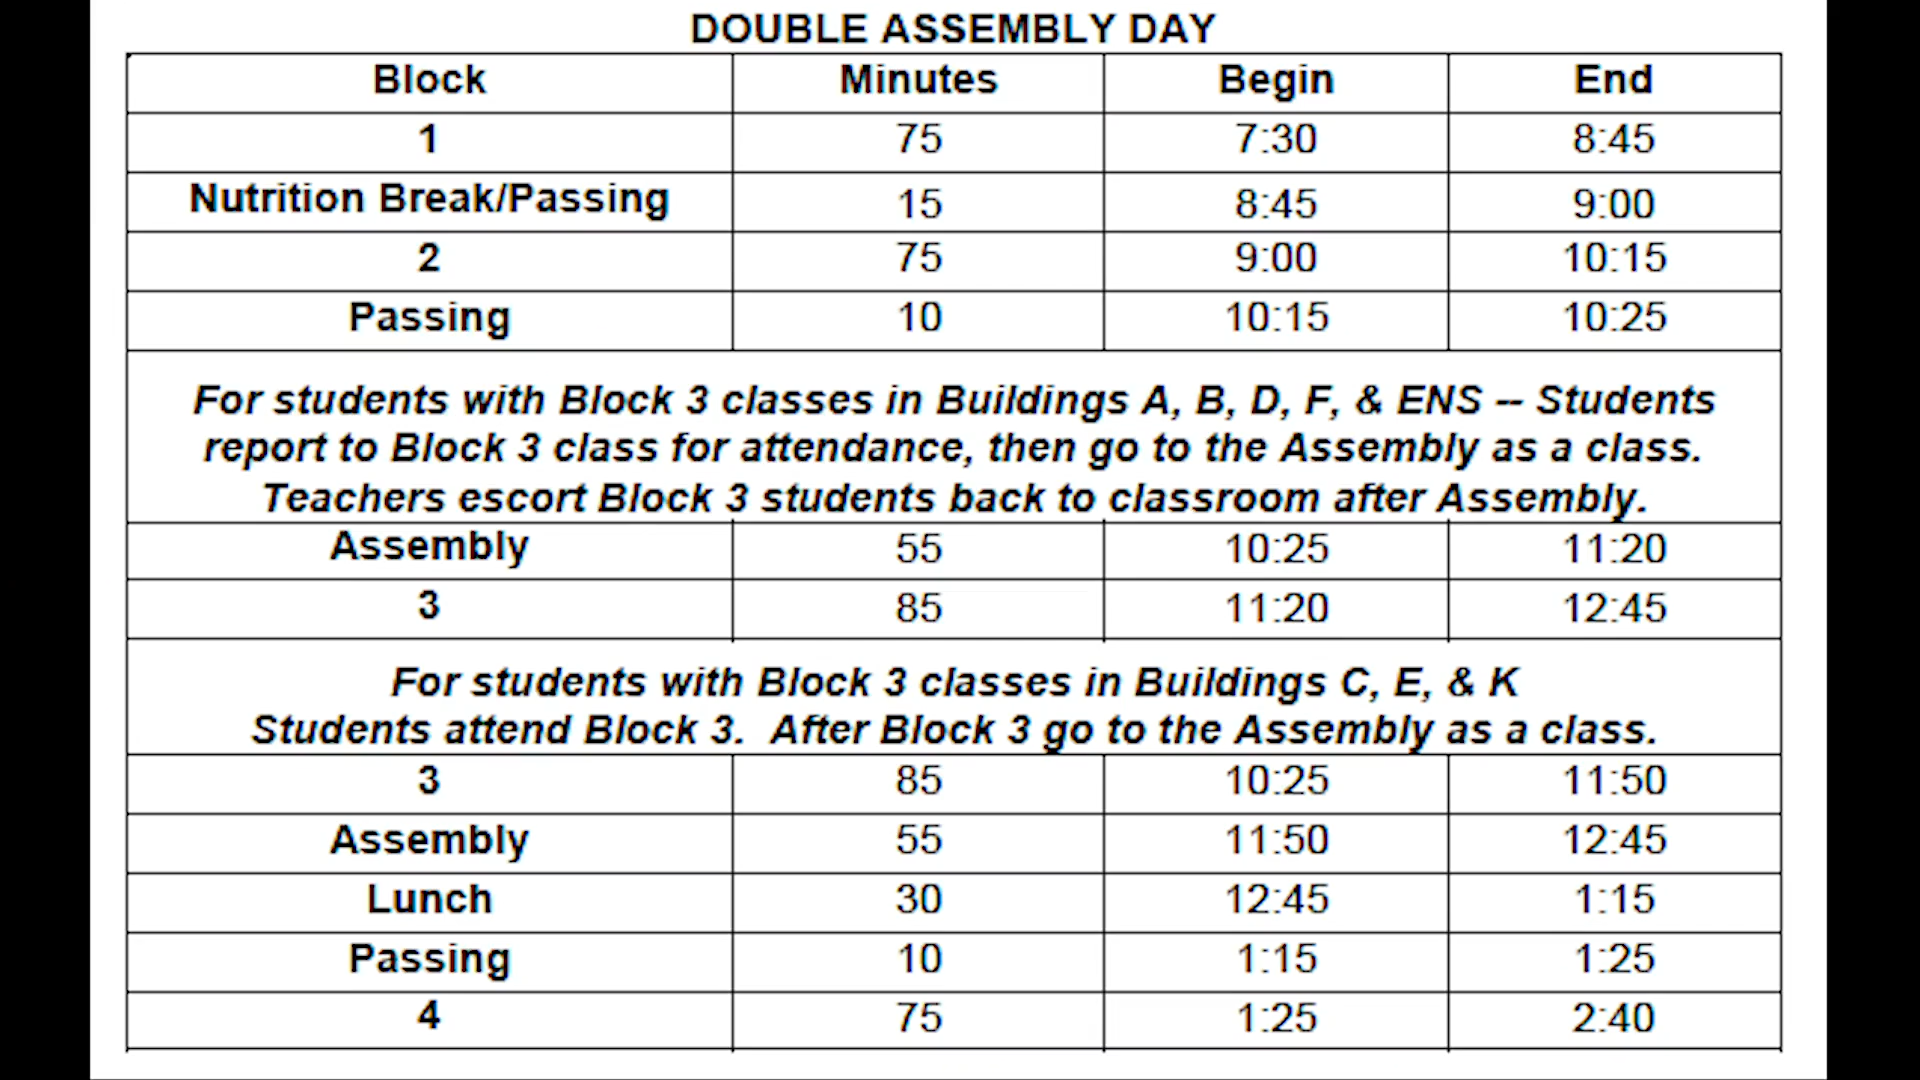 DOUBLE ASSEMBLY DAY
Block Minutes Begin End
1 75 7:30 8:45
Nutrition Break/Passing 15 8:45 9:00
2 75 9:00 10:15
Passing 10 10:15 10:25
For students with Block 3 classes in Buildings A, B, D, F, & ENS -- Students
report to Block 3 class for attendance, then go to the Assembly as a class.
Teachers escort Block 3 students back to classroom after Assembly.
Assembly 55 10:25 11:20
3 85 11:20 12:45
For students with Block 3 classes in Buildings C, E, & K
Students attend Block 3. After Block 3 go to the Assembly as a class.
3 85 10:25 11:50
Assembly 55 11:50 12:45
Lunch 30 12:45 1:15
Passing 10 1:15 1:25
4 75 1:25 2:40